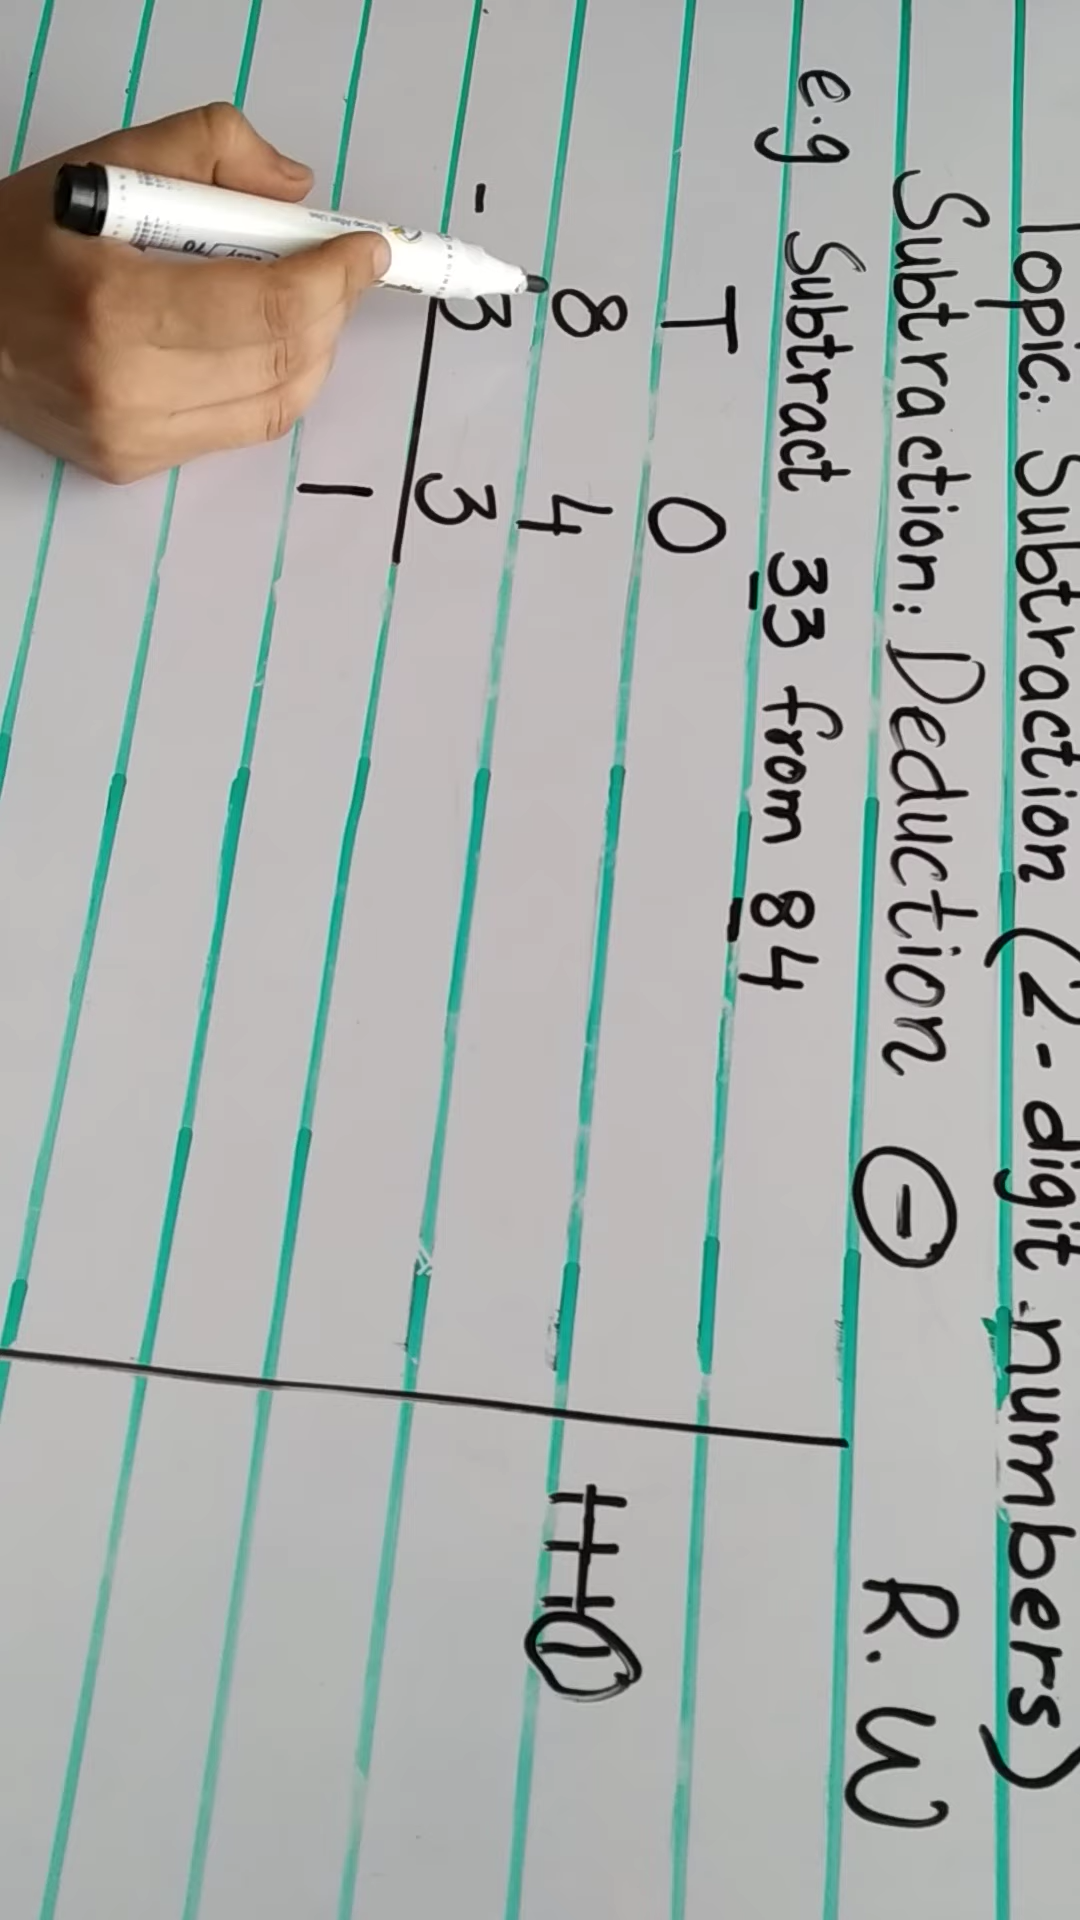 Topic: Subtraction (2-digit numbers)
Subtraction: Deduction - R.W
e.g Subtract 33 from 84
T O
8 4
- 3 3
1